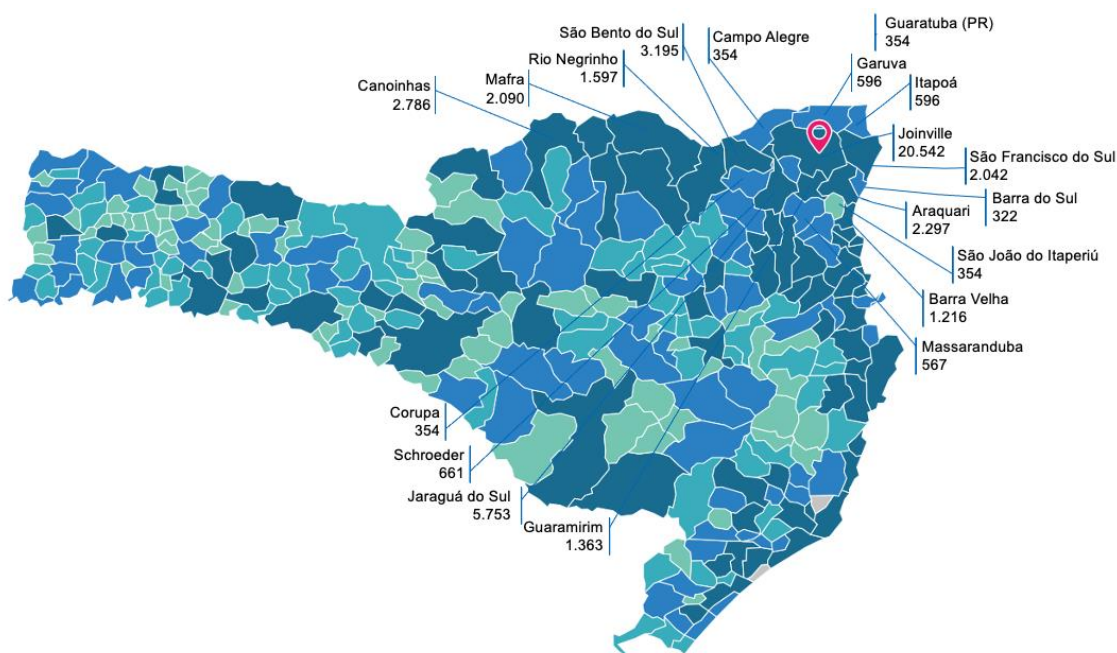 Guaratuba (PR)
354
São Bento do Sul
3.195
Campo Alegre
354
Rio Negrinho
1.597
Garuva
596
Mafra
2.090
Itapoá
596
Canoinhas
2.786
Joinville
20.542
São Francisco do Sul
2.042
Barra do Sul
322
Araquari
2.297
São João do Itaperiú
354
Barra Velha
1.216
Massaranduba
567
Corupa
354
Schroeder
661
Jaraguá do Sul
5.753
Guaramirim
1.363